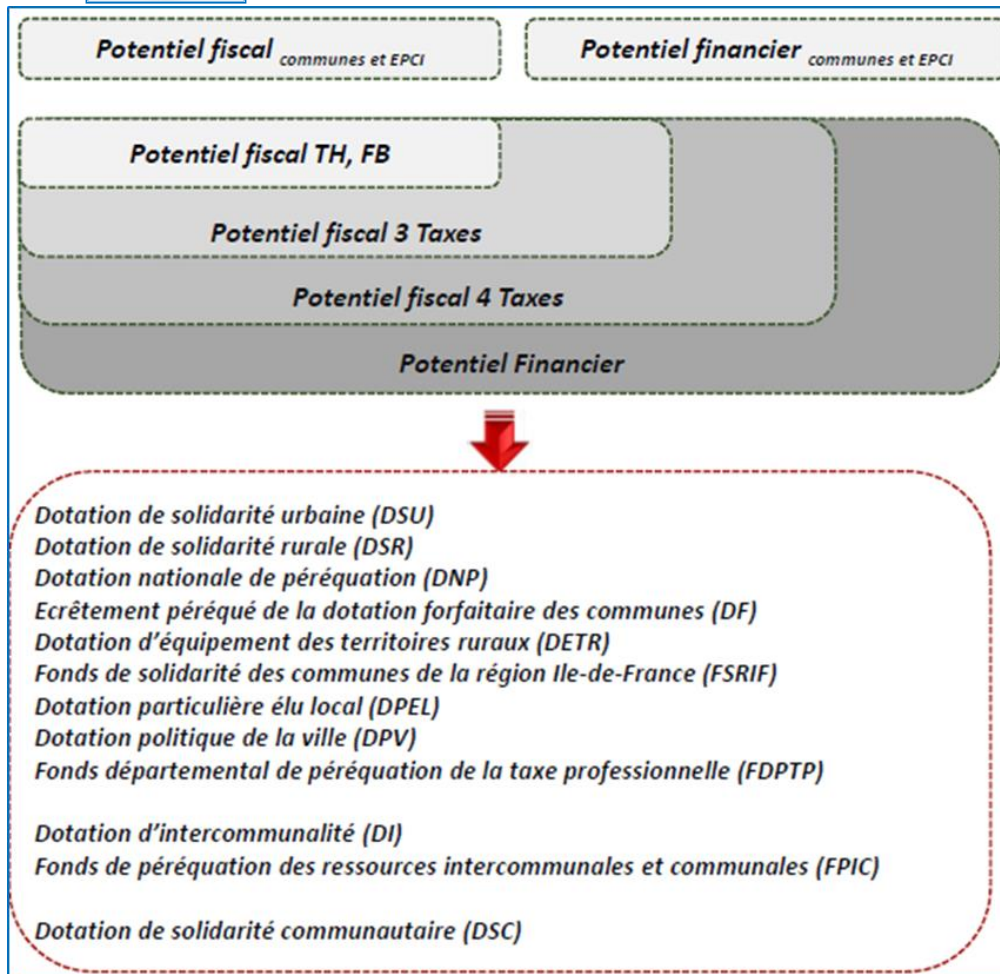 Potentiel fiscal communes et EPCI
Potentiel financier communes et EPCI
Potentiel fiscal TH, FB
Potentiel fiscal 3 Taxes
Potentiel fiscal 4 Taxes
Potentiel Financier
Dotation de solidarité urbaine (DSU)
Dotation de solidarité rurale (DSR)
Dotation nationale de péréquation (DNP)
Ecrêtement péréqué de la dotation forfaitaire des communes (DF)
Dotation d'équipement des territoires ruraux (DETR)
Fonds de solidarité des communes de la région Ile-de-France (FSRIF)
Dotation particulière élu local (DPEL)
Dotation politique de la ville (DPV)
Fonds départemental de péréquation de la taxe professionnelle (FDPTP)
Dotation d'intercommunalité (DI)
Fonds de péréquation des ressources intercommunales et communales (FPIC)
Dotation de solidarité communautaire (DSC)